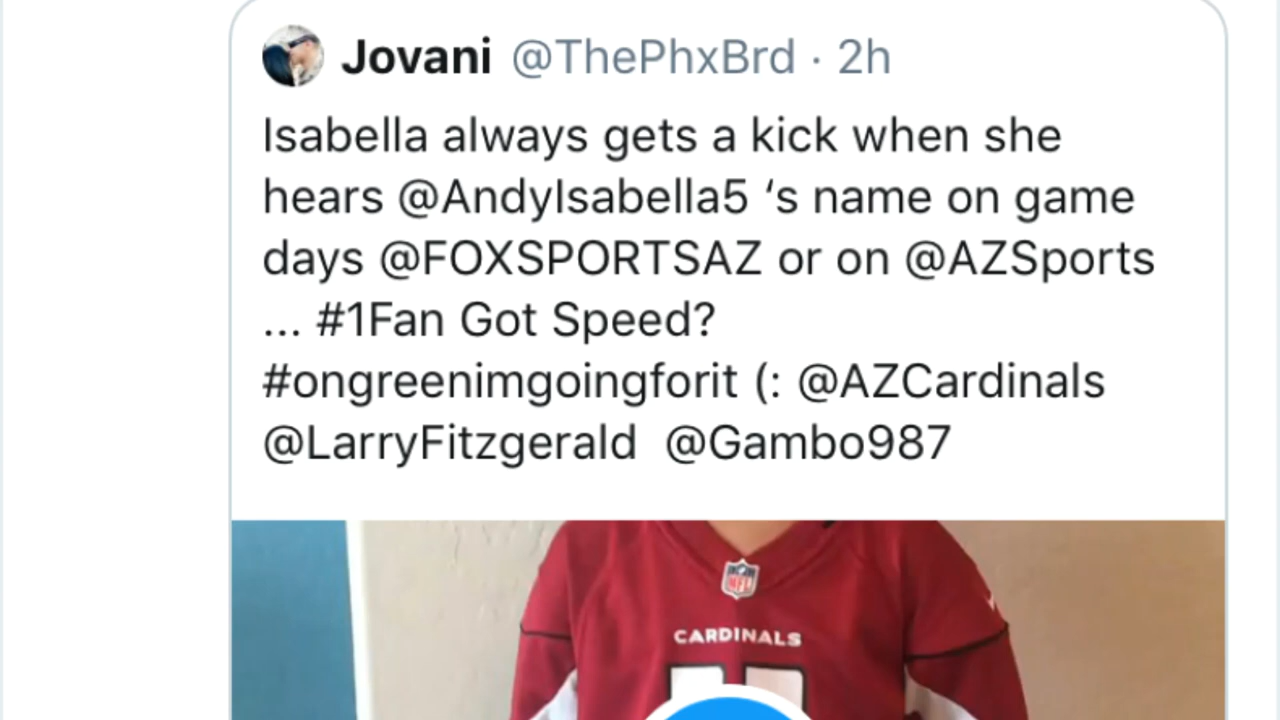 Jovani @ThePhxBrd · 2h
Isabella always gets a kick when she
hears @AndyIsabella5 ‘s name on game
days @FOXSPORTSAZ or on @AZSports
... #1Fan Got Speed?
#ongreenimgoingforit (: @AZCardinals
@LarryFitzgerald @Gambo987
NFL
CARDINALS